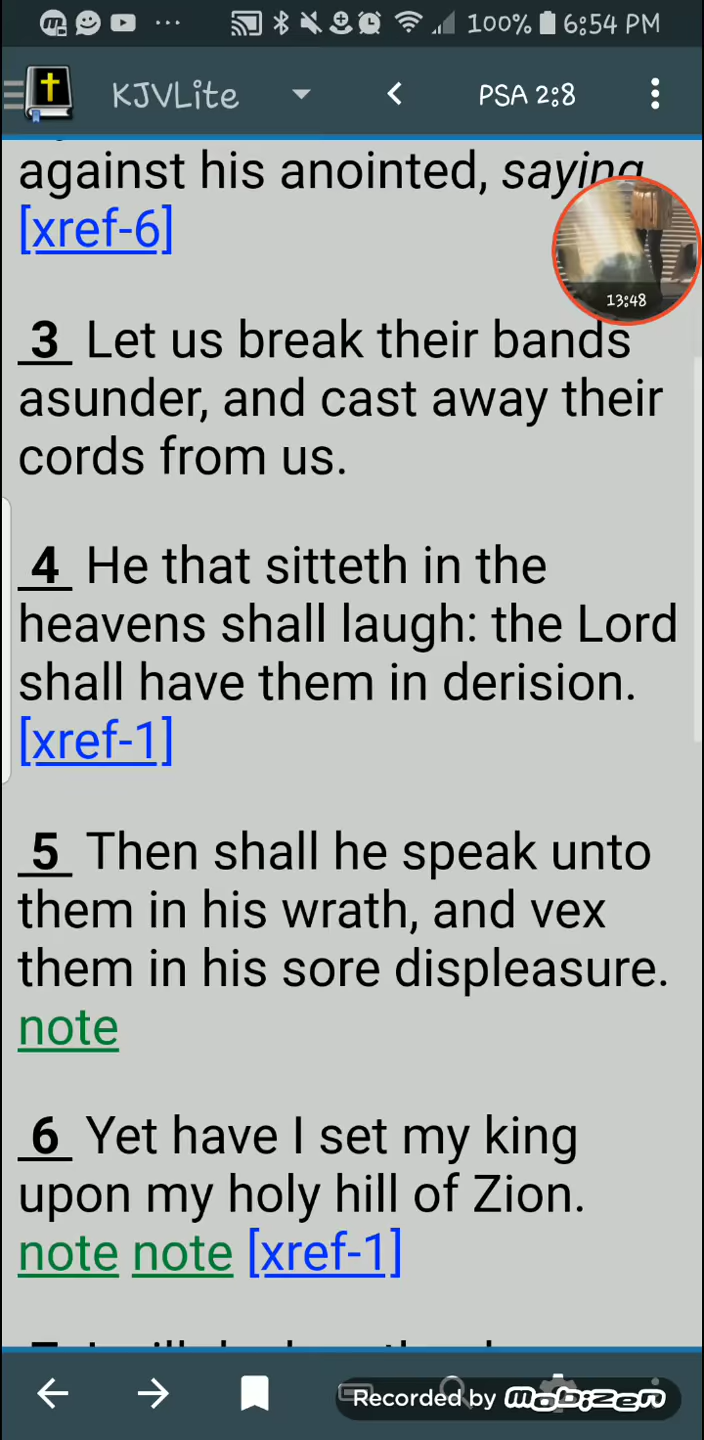 100% 6:54 PM
KJVLite < PSA 2:8
against his anointed, saying
[xref-6]
13:48
3 Let us break their bands
asunder, and cast away their
cords from us.
4 He that sitteth in the
heavens shall laugh: the Lord
shall have them in derision.
[xref-1]
5 Then shall he speak unto
them in his wrath, and vex
them in his sore displeasure.
note
6 Yet have I set my king
upon my holy hill of Zion.
note note [xref-1]
Recorded by mobizen